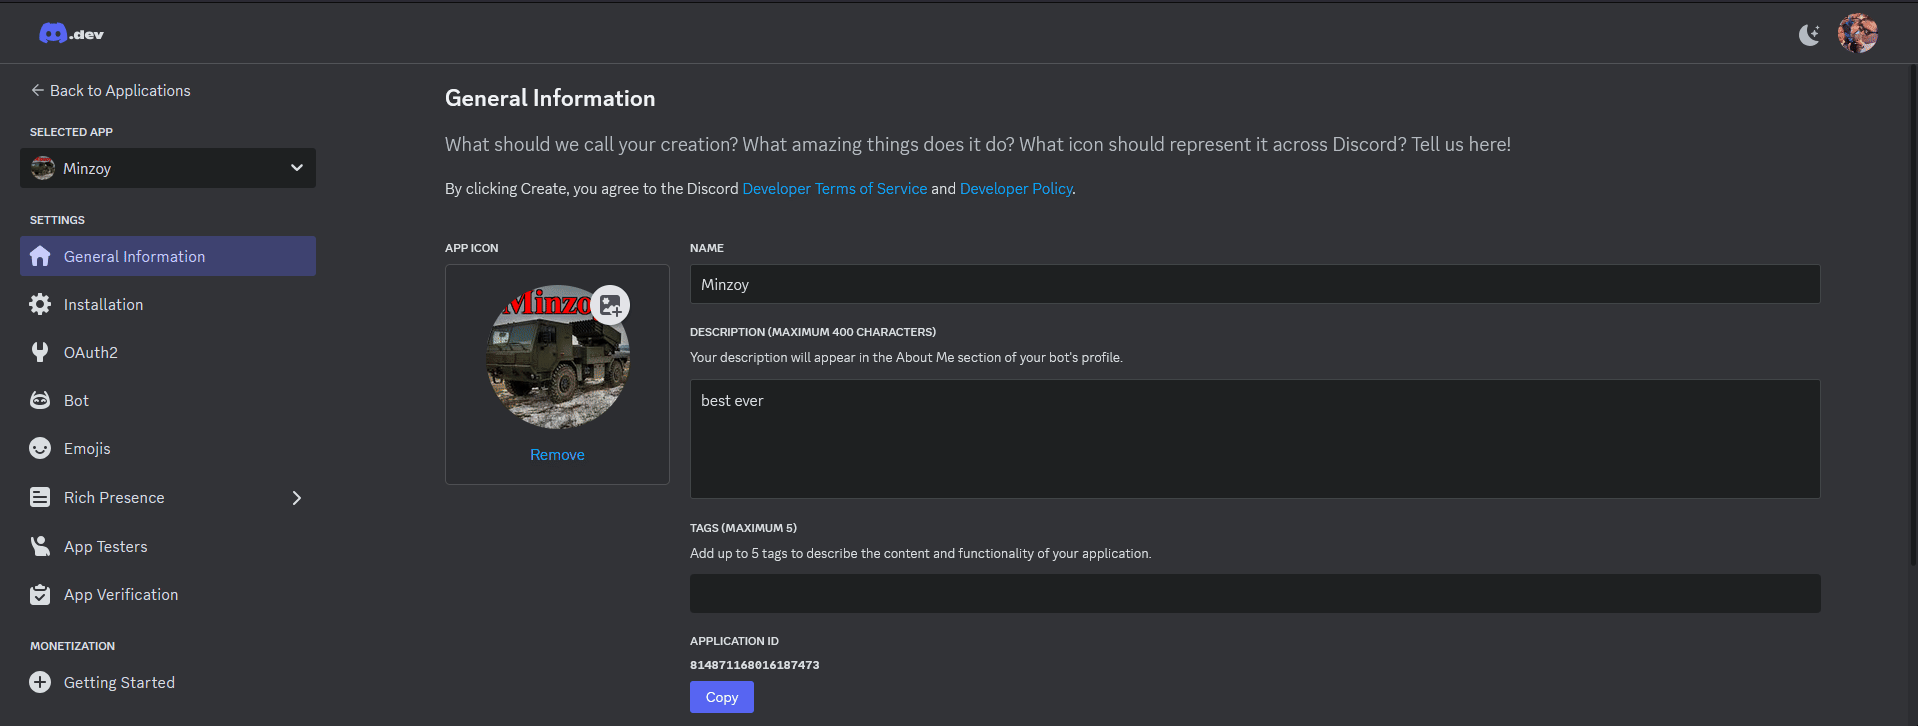 .dev
Back to Applications
SELECTED APP
Minzoy
SETTINGS
General Information
Installation
OAuth2
Bot
Emojis
Rich Presence
App Testers
App Verification
MONETIZATION
Getting Started
General Information
What should we call your creation? What amazing things does it do? What icon should represent it across Discord? Tell us here!
By clicking Create, you agree to the Discord Developer Terms of Service and Developer Policy.
APP ICON
Minzo
Remove
NAME
Minzoy
DESCRIPTION (MAXIMUM 400 CHARACTERS)
Your description will appear in the About Me section of your bot's profile.
best ever
TAGS (MAXIMUM 5)
Add up to 5 tags to describe the content and functionality of your application.
APPLICATION ID
814871168016187473
Copy